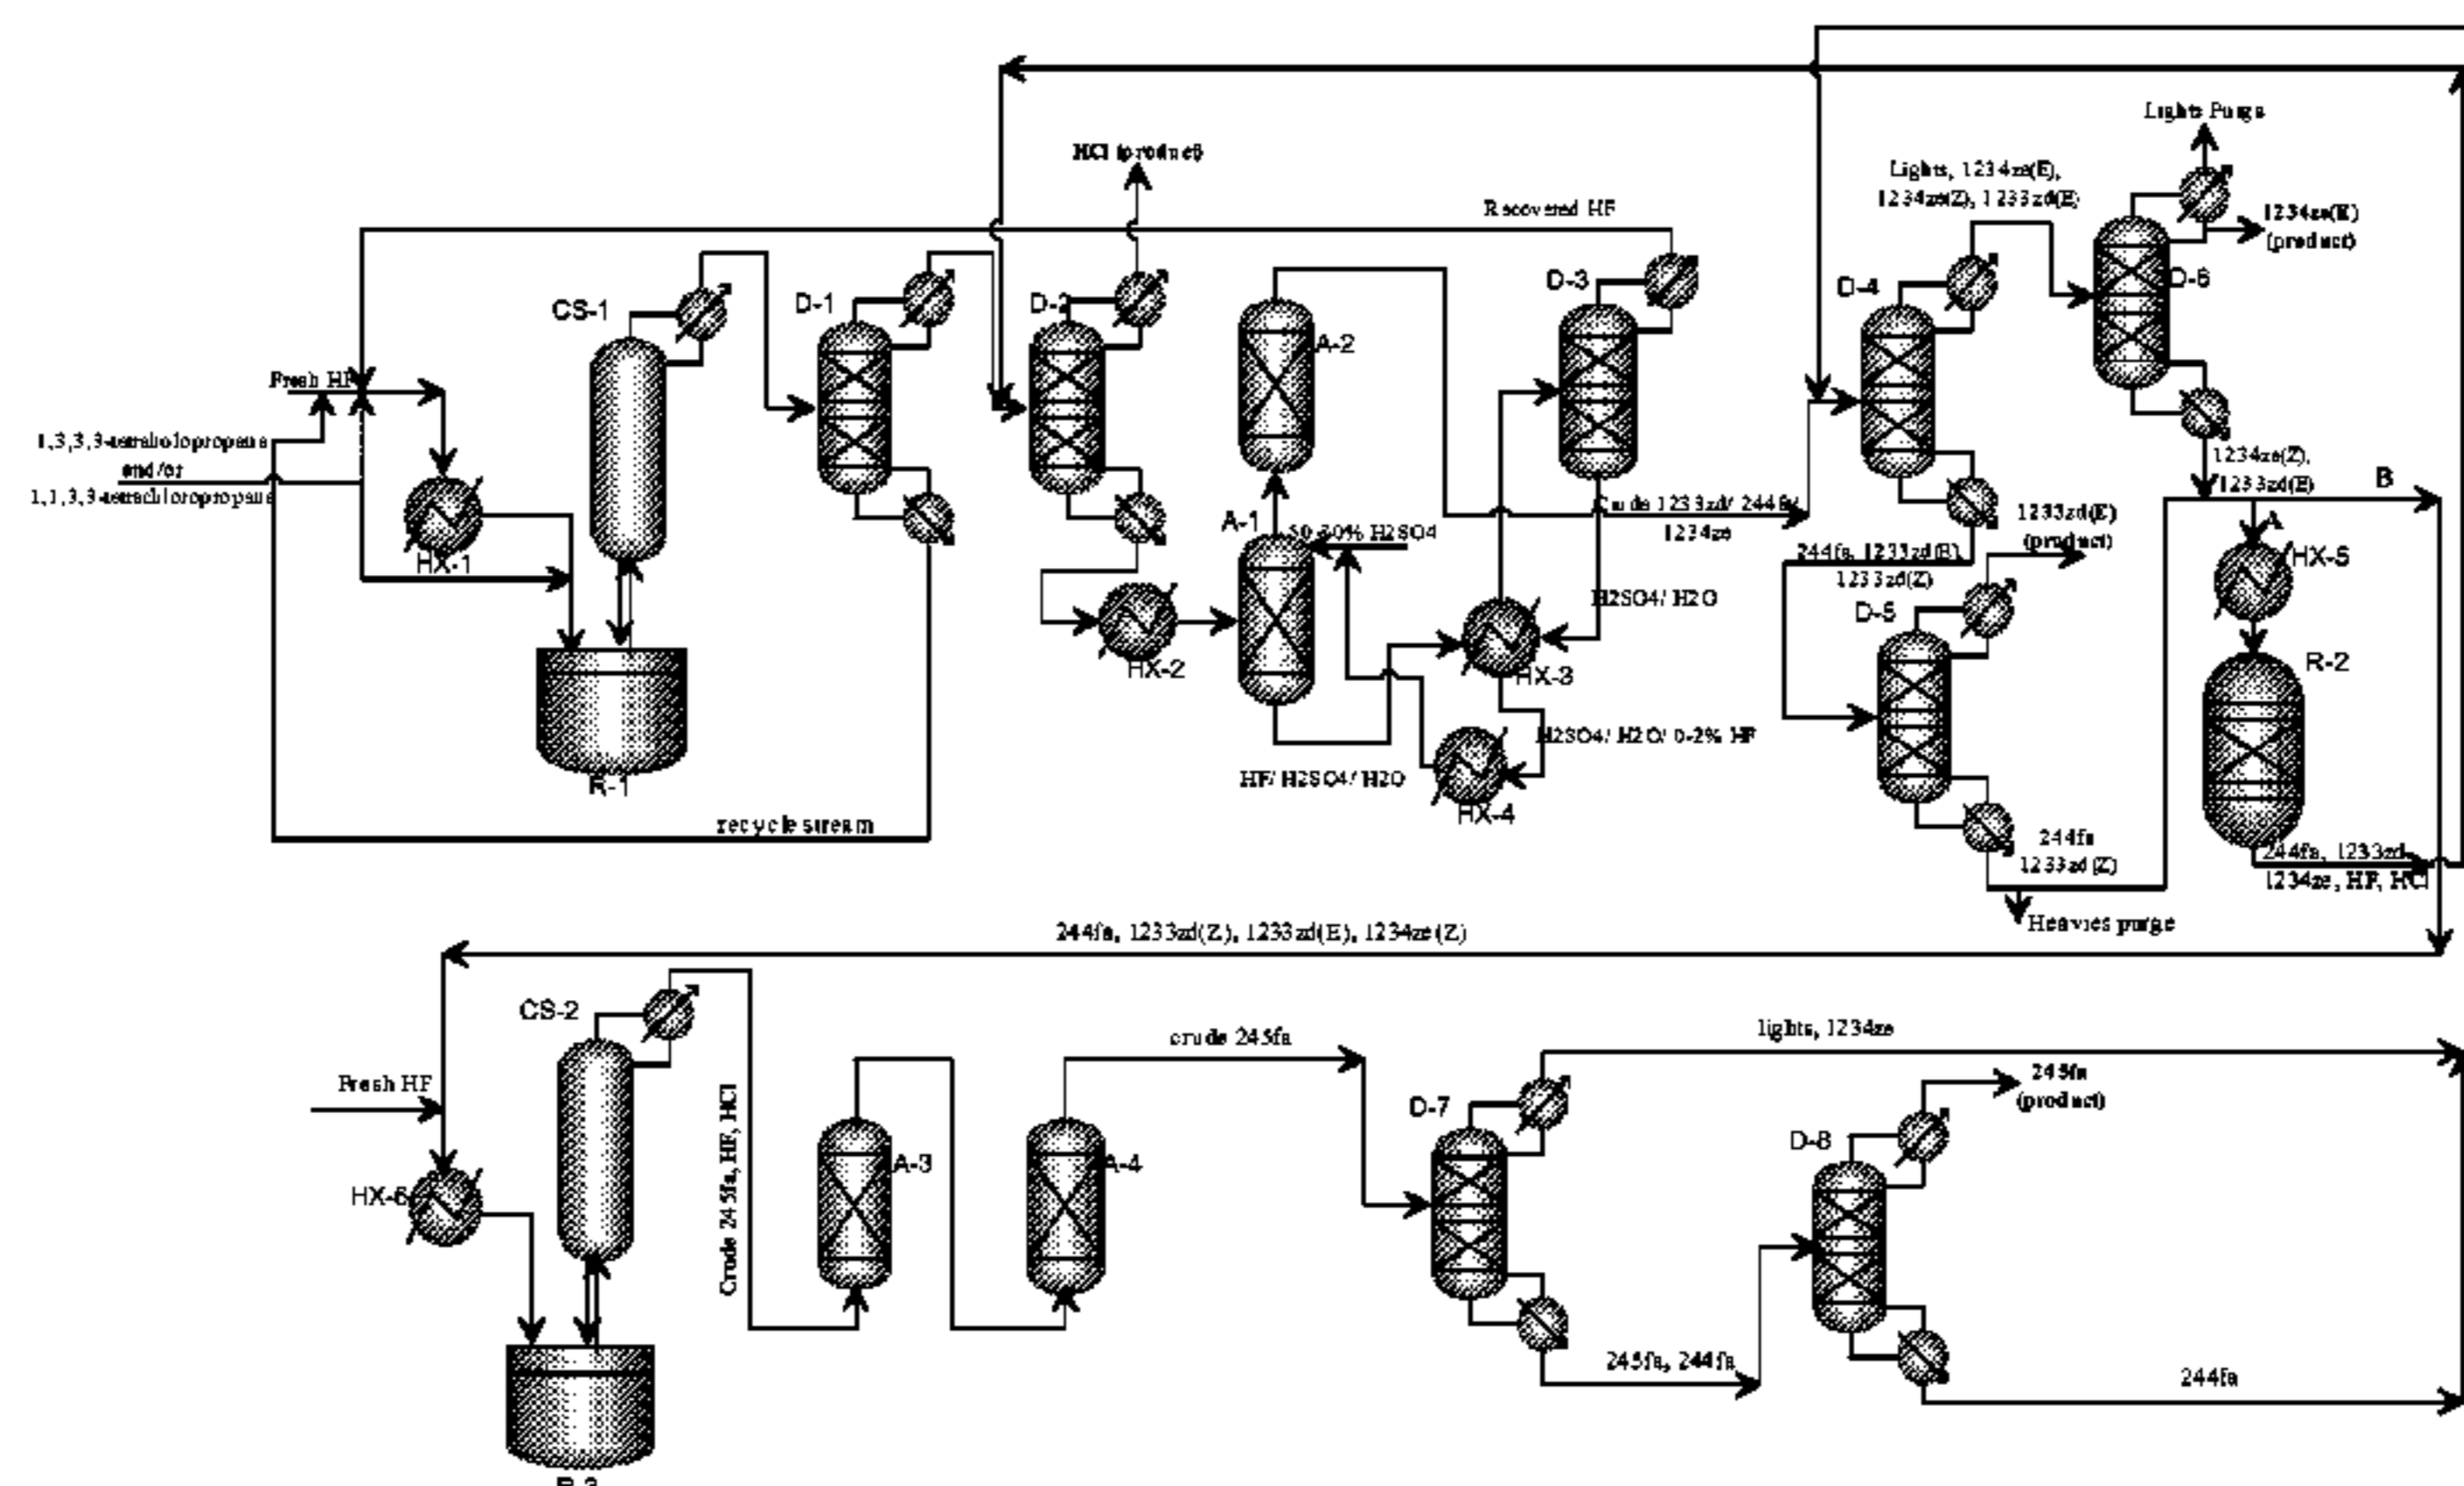 Lights Purge
HCl (product)
Lights, 1234ze(E),
1234ze(Z), 1233zd(E)
Recovered HF
1234ze(E)
(product)
D-6
D-3
D-4
CS-1
D-1
D-2
A-2
Fresh HF
1,3,3,3-tetrahalopropane
and/or
1,1,3,3-tetrachloropropane
1234ze(Z),
1233zd(E)
B
A
Crude 1233zd/ 244fa/
1234ze
1233zd(E)
(product)
A-1
H2SO4
HX-1
244fa, 1233zd(E)
1233zd(Z)
HX-5
H2SO4/ H2O
D-5
HX-2
HX-3
R-2
H2SO4/ H2O/ 0-2% HF
HF/ H2SO4/ H2O
R-1
HX-4
recycle stream
244fa
1233zd(Z)
244fa, 1233zd
1234ze, HF, HCl
Heavies purge
244fa, 1233zd(Z), 1233zd(E), 1234ze(Z)
CS-2
crude 245fa
lights, 1234ze
Fresh HF
245fa
(product)
D-7
D-8
Crude 245fa, HF, HCl
A-3
A-4
HX-6
245fa, 244fa
244fa